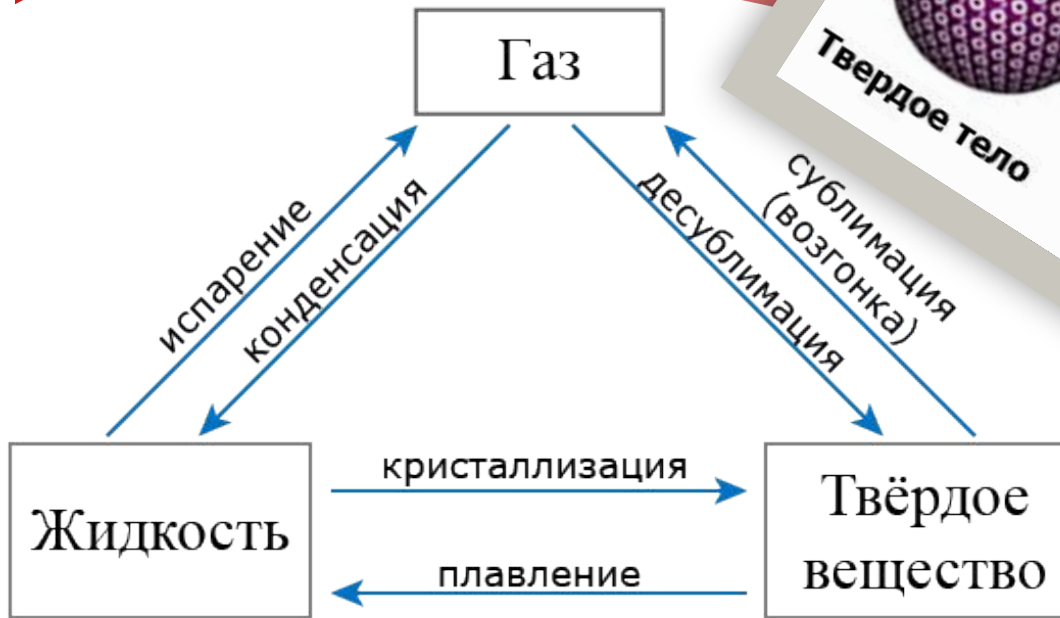 Газ
Твердое тело
испарение
конденсация
десублимация
сублимация
(возгонка)
кристаллизация
Жидкость
Твёрдое
вещество
плавление